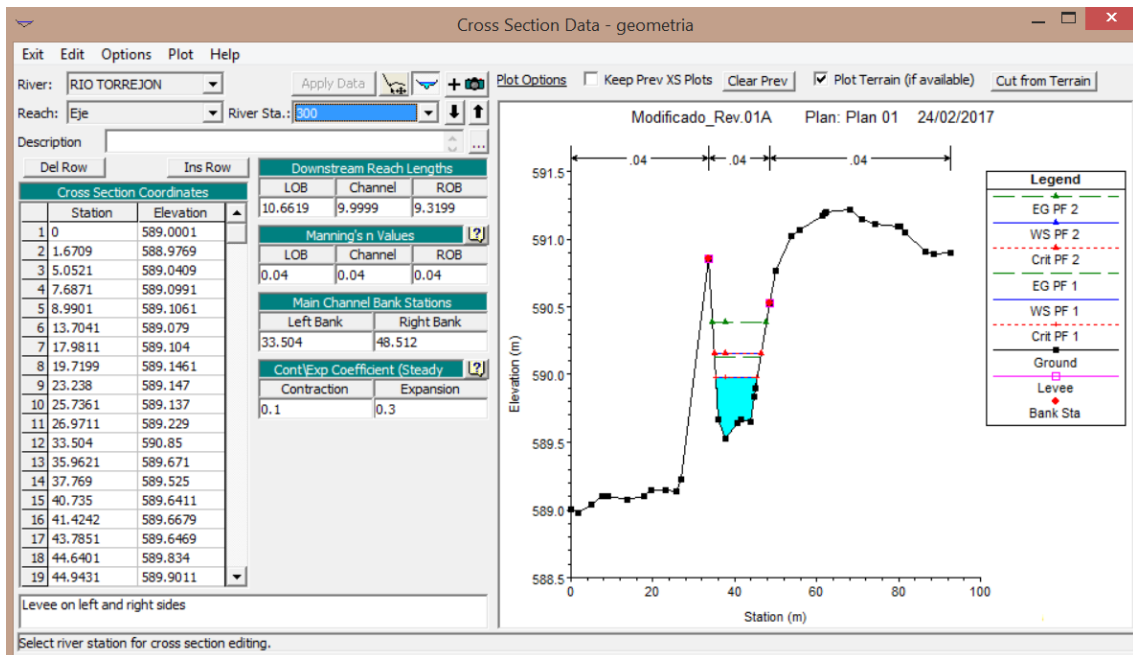 Cross Section Data - geometria
Exit Edit Options Plot Help
River: RIO TORREJON Apply Data Plot Options Keep Prev XS Plots Clear Prev Plot Terrain (if available) Cut from Terrain
Reach: Eje River Sta.: 300
Description ...
Del Row Ins Row
Cross Section Coordinates
Station Elevation
1 0 589.0001
2 1.6709 588.9769
3 5.0521 589.0409
4 7.6871 589.0991
5 8.9901 589.1061
6 13.7041 589.079
7 17.9811 589.104
8 19.7199 589.1461
9 23.238 589.147
10 25.7361 589.137
11 26.9711 589.229
12 33.504 590.85
13 35.9621 589.671
14 37.769 589.525
15 40.735 589.6411
16 41.4242 589.6679
17 43.7851 589.6469
18 44.6401 589.834
19 44.9431 589.9011
Downstream Reach Lengths
LOB Channel ROB
10.6619 9.9999 9.3199
Manning's n Values
LOB Channel ROB
0.04 0.04 0.04
Main Channel Bank Stations
Left Bank Right Bank
33.504 48.512
Cont\Exp Coefficient (Steady
Contraction Expansion
0.1 0.3
Modificado_Rev.01A Plan: Plan 01 24/02/2017
.04 .04 .04
591.5
591.0
590.5
590.0
589.5
589.0
588.5
0 20 40 60 80 100
Elevation (m)
Station (m)
Legend
EG PF 2
WS PF 2
Crit PF 2
EG PF 1
WS PF 1
Crit PF 1
Ground
Levee
Bank Sta
Levee on left and right sides
Select river station for cross section editing.